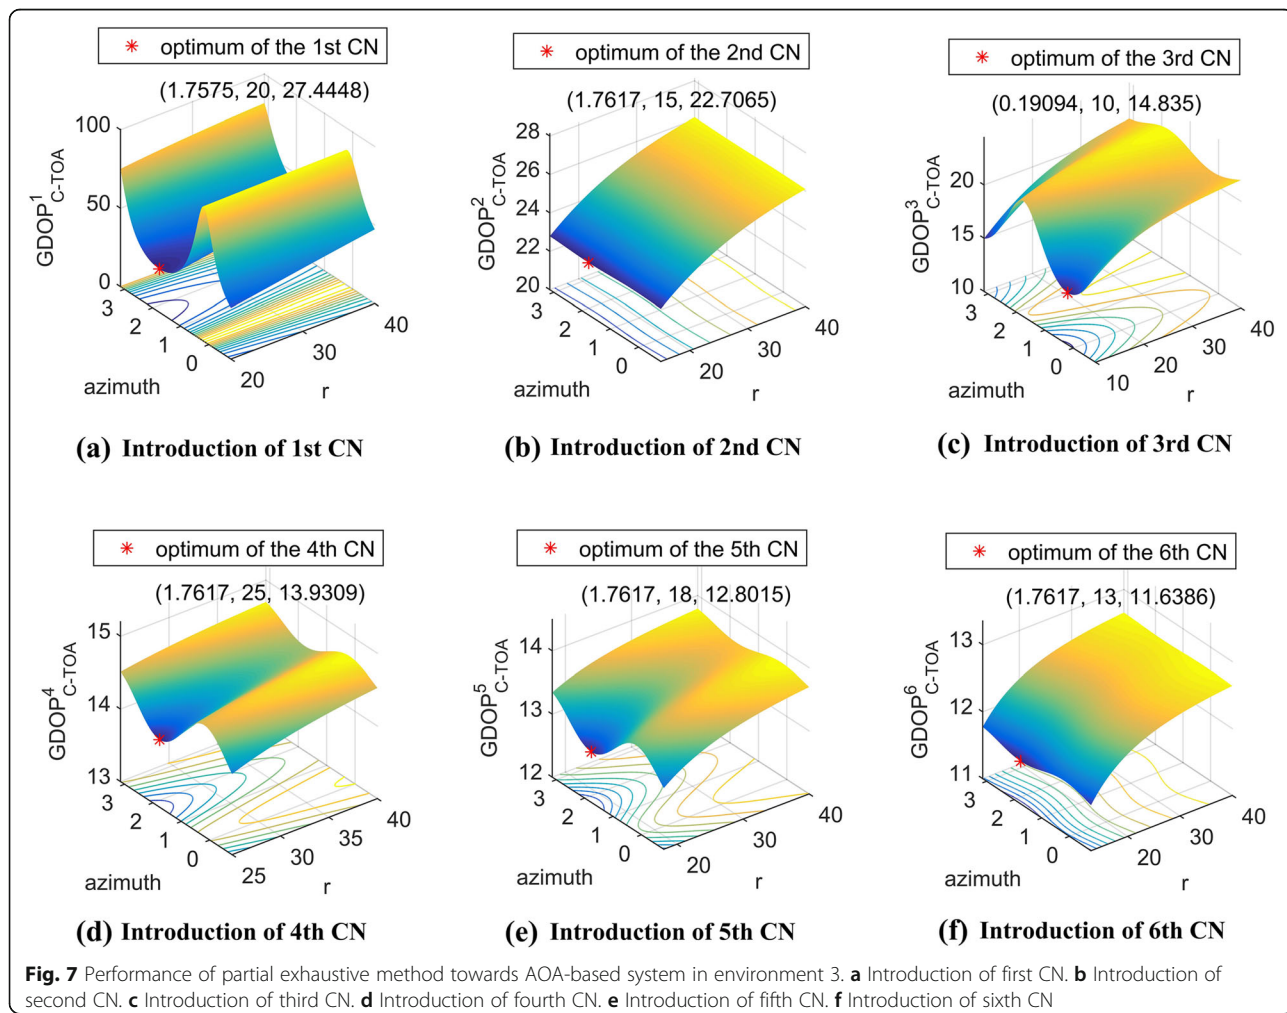 * optimum of the 1st CN
(1.7575, 20, 27.4448)
100
50
0
GDOP¹C-TOA
3
2
1
0
azimuth
20
30
40
r
(a) Introduction of 1st CN
* optimum of the 2nd CN
(1.7617, 15, 22.7065)
28
26
24
22
20
GDOP²C-TOA
3
2
1
0
azimuth
20
30
40
r
(b) Introduction of 2nd CN
* optimum of the 3rd CN
(0.19094, 10, 14.835)
20
15
10
GDOP³C-TOA
3
2
1
0
azimuth
10
20
30
40
r
(c) Introduction of 3rd CN
* optimum of the 4th CN
(1.7617, 25, 13.9309)
15
14
13
GDOP⁴C-TOA
3
2
1
0
azimuth
25
30
35
40
r
(d) Introduction of 4th CN
* optimum of the 5th CN
(1.7617, 18, 12.8015)
14
13
12
GDOP⁵C-TOA
3
2
1
0
azimuth
20
30
40
r
(e) Introduction of 5th CN
* optimum of the 6th CN
(1.7617, 13, 11.6386)
13
12
11
GDOP⁶C-TOA
3
2
1
0
azimuth
20
30
40
r
(f) Introduction of 6th CN
Fig. 7 Performance of partial exhaustive method towards AOA-based system in environment 3. a Introduction of first CN. b Introduction of
second CN. c Introduction of third CN. d Introduction of fourth CN. e Introduction of fifth CN. f Introduction of sixth CN